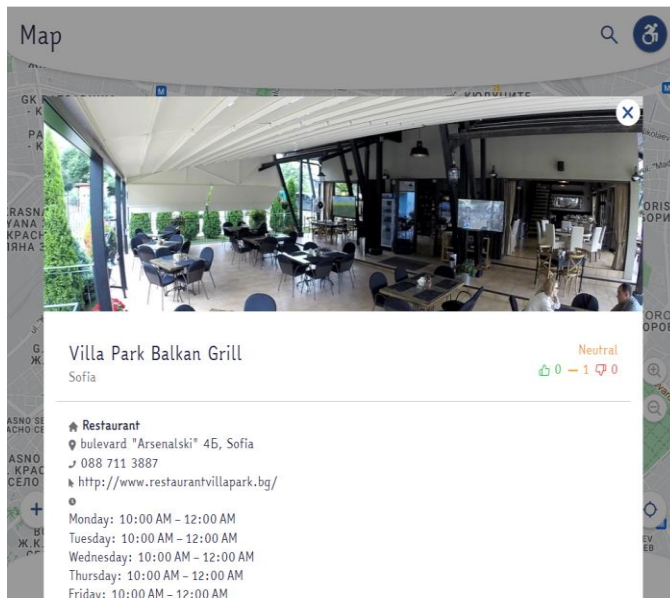 Map
M
GK
КЮЛУЦИТЕ
Villa Park Balkan Grill
Neutral
Sofia
0 — 1 0
Restaurant
bulevard "Arsenalski" 4Б, Sofia
088 711 3887
http://www.restaurantvillapark.bg/
Monday: 10:00 AM – 12:00 AM
Tuesday: 10:00 AM – 12:00 AM
Wednesday: 10:00 AM – 12:00 AM
Thursday: 10:00 AM – 12:00 AM
Friday: 10:00 AM – 12:00 AM